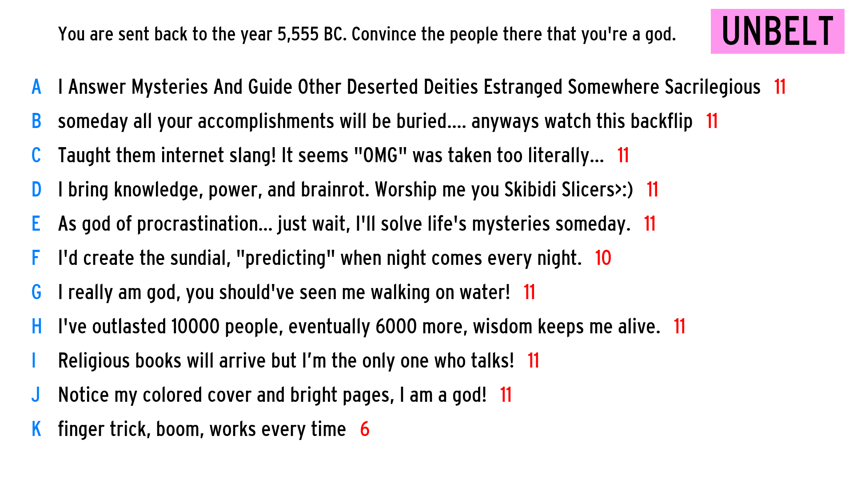 You are sent back to the year 5,555 BC. Convince the people there that you're a god.
UNBELT
A I Answer Mysteries And Guide Other Deserted Deities Estranged Somewhere Sacrilegious 11
B someday all your accomplishments will be buried.... anyways watch this backflip 11
C Taught them internet slang! It seems "OMG" was taken too literally... 11
D I bring knowledge, power, and brainrot. Worship me you Skibidi Slicers>:) 11
E As god of procrastination... just wait, I'll solve life's mysteries someday. 11
F I'd create the sundial, "predicting" when night comes every night. 10
G I really am god, you should've seen me walking on water! 11
H I've outlasted 10000 people, eventually 6000 more, wisdom keeps me alive. 11
I Religious books will arrive but I’m the only one who talks! 11
J Notice my colored cover and bright pages, I am a god! 11
K finger trick, boom, works every time 6